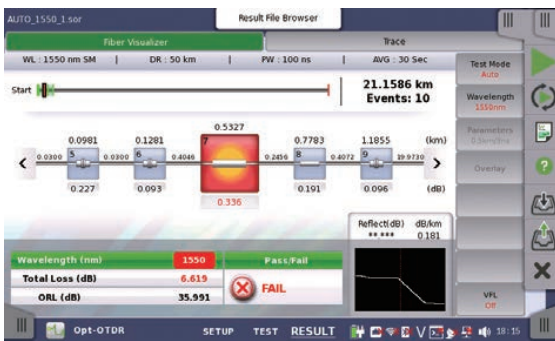 AUTO_1550_1.sor
Result File Browser
Fiber Visualizer
Trace
WL : 1550 nm SM | DR : 50 km | PW : 100 ns | AVG : 30 Sec
Test Mode
Auto
Start
21.1586 km
Events: 10
Wavelength
1550nm
Parameters
Overlay
0.0981 0.1281 0.5327 0.7783 1.1855 (km)
0.0300 5 0.0300 6 0.4046 7 0.2456 8 0.4072 9 19.9730
0.227 0.093 0.336 0.191 0.096 (dB)
Reflect(dB) dB/km
**.*** 0.181
Wavelength (nm) 1550 Pass/Fail
Total Loss (dB) 6.619
FAIL
ORL (dB) 35.991
VFL
Off
Opt-OTDR SETUP TEST RESULT V 18:15